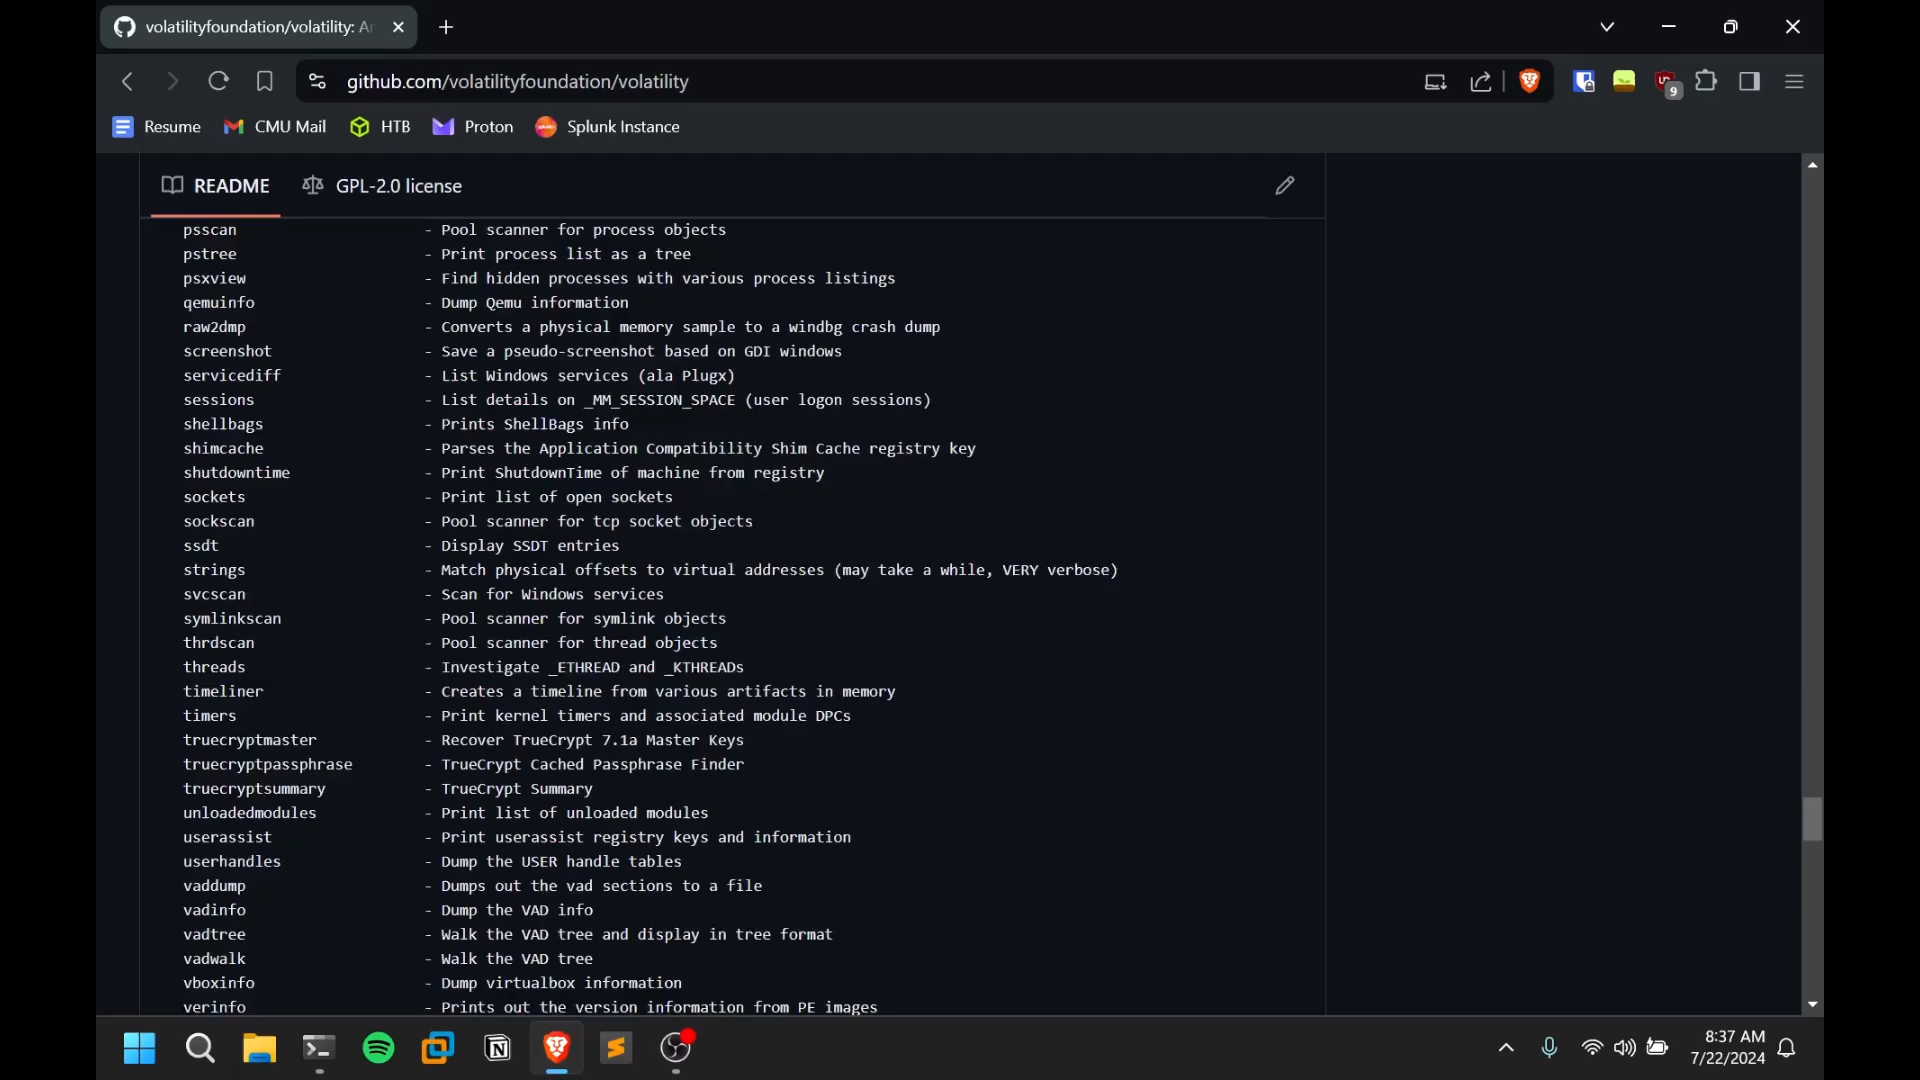 volatilityfoundation/volatility: A
github.com/volatilityfoundation/volatility
9
Resume CMU Mail HTB Proton Splunk Instance
README GPL-2.0 license
psscan - Pool scanner for process objects
pstree - Print process list as a tree
psxview - Find hidden processes with various process listings
qemuinfo - Dump Qemu information
raw2dmp - Converts a physical memory sample to a windbg crash dump
screenshot - Save a pseudo-screenshot based on GDI windows
servicediff - List Windows services (ala Plugx)
sessions - List details on _MM_SESSION_SPACE (user logon sessions)
shellbags - Prints ShellBags info
shimcache - Parses the Application Compatibility Shim Cache registry key
shutdowntime - Print ShutdownTime of machine from registry
sockets - Print list of open sockets
sockscan - Pool scanner for tcp socket objects
ssdt - Display SSDT entries
strings - Match physical offsets to virtual addresses (may take a while, VERY verbose)
svcscan - Scan for Windows services
symlinkscan - Pool scanner for symlink objects
thrdscan - Pool scanner for thread objects
threads - Investigate _ETHREAD and _KTHREADs
timeliner - Creates a timeline from various artifacts in memory
timers - Print kernel timers and associated module DPCs
truecryptmaster - Recover TrueCrypt 7.1a Master Keys
truecryptpassphrase - TrueCrypt Cached Passphrase Finder
truecryptsummary - TrueCrypt Summary
unloadedmodules - Print list of unloaded modules
userassist - Print userassist registry keys and information
userhandles - Dump the USER handle tables
vaddump - Dumps out the vad sections to a file
vadinfo - Dump the VAD info
vadtree - Walk the VAD tree and display in tree format
vadwalk - Walk the VAD tree
vboxinfo - Dump virtualbox information
verinfo - Prints out the version information from PE images
8:37 AM
7/22/2024